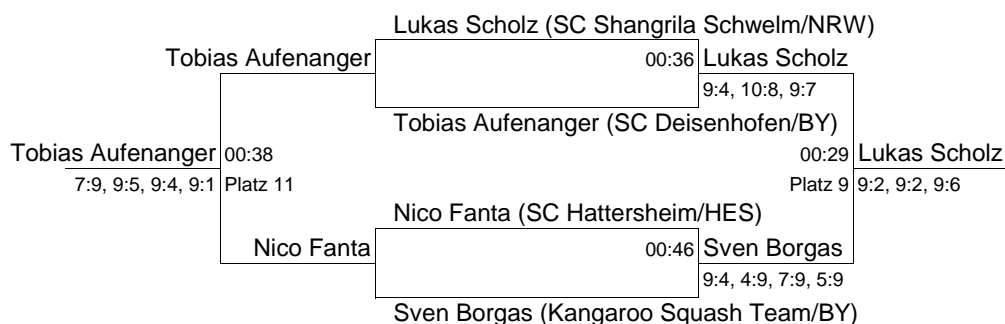 Lukas Scholz (SC Shangrila Schwelm/NRW)
Tobias Aufenanger 00:36 Lukas Scholz
9:4, 10:8, 9:7
Tobias Aufenanger (SC Deisenhofen/BY)
Tobias Aufenanger 00:38 00:29 Lukas Scholz
7:9, 9:5, 9:4, 9:1 Platz 11 Platz 9 9:2, 9:2, 9:6
Nico Fanta (SC Hattersheim/HES)
Nico Fanta 00:46 Sven Borgas
9:4, 4:9, 7:9, 5:9
Sven Borgas (Kangaroo Squash Team/BY)